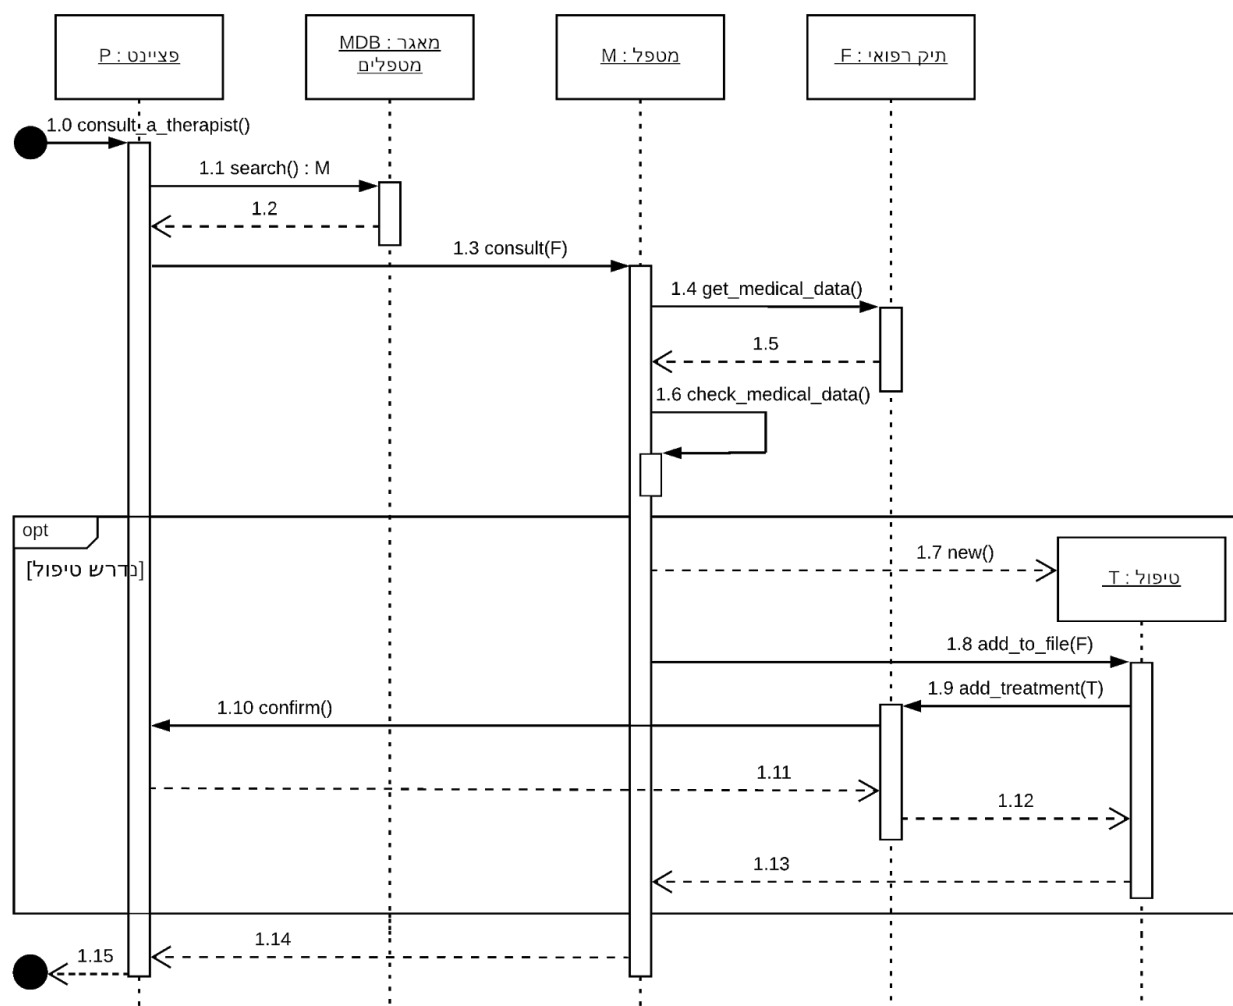 P : פציינט
MDB : מאגר
מטפלים
M : מטפל
F : תיק רפואי
1.0 consult_a_therapist()
1.1 search() : M
1.2
1.3 consult(F)
1.4 get_medical_data()
1.5
1.6 check_medical_data()
opt
[נדרש טיפול]
1.7 new()
T : טיפול
1.8 add_to_file(F)
1.9 add_treatment(T)
1.10 confirm()
1.11
1.12
1.13
1.14
1.15